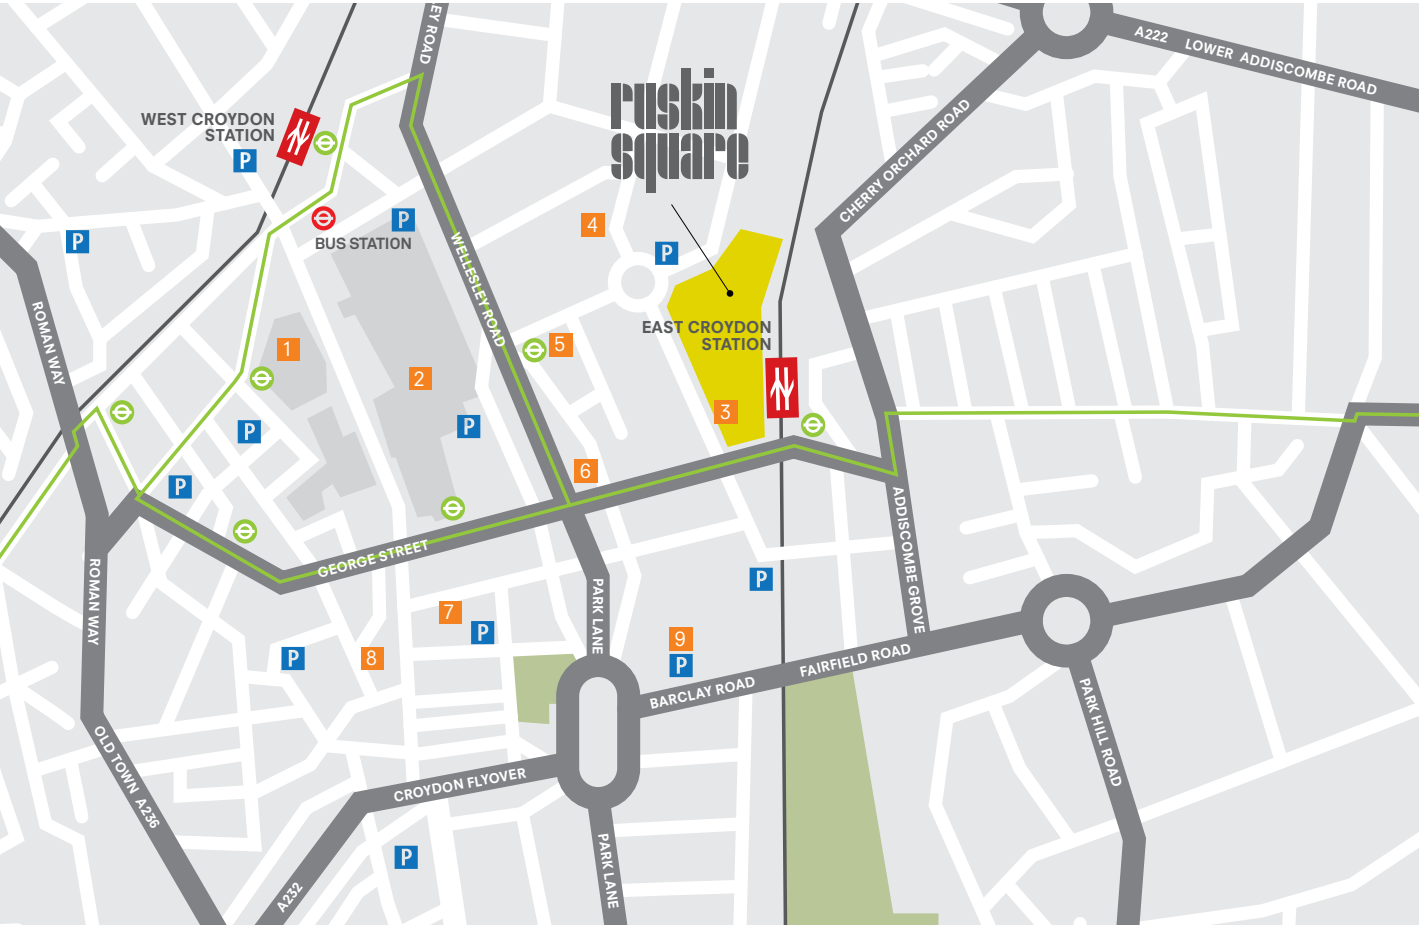 EY ROAD
A222 LOWER ADDISCOMBE ROAD
ruskin
square
WEST CROYDON
STATION
P
CHERRY ORCHARD ROAD
P
P
BUS STATION
4
P
WELLESLEY ROAD
ROMAN WAY
EAST CROYDON
STATION
1
5
2
3
P
P
6
P
ADDISCOMBE GROVE
GEORGE STREET
ROMAN WAY
PARK LANE
P
7
P
8
P
9
P
FAIRFIELD ROAD
BARCLAY ROAD
PARK HILL ROAD
OLD TOWN A236
CROYDON FLYOVER
P
PARK LANE
A232